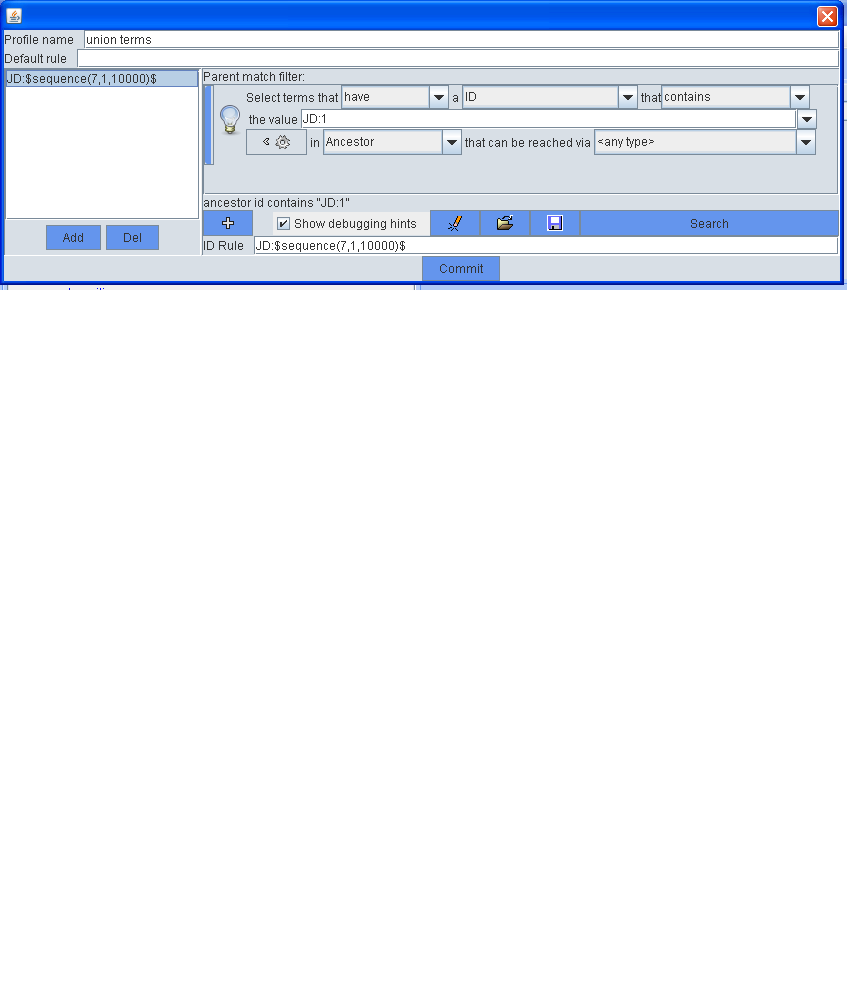 Profile name union terms
Default rule
JD:$sequence(7,1,10000)$
Add Del
Parent match filter:
Select terms that have a ID that contains
the value JD:1
in Ancestor that can be reached via <any type>
ancestor id contains "JD:1"
Show debugging hints Search
ID Rule JD:$sequence(7,1,10000)$
Commit